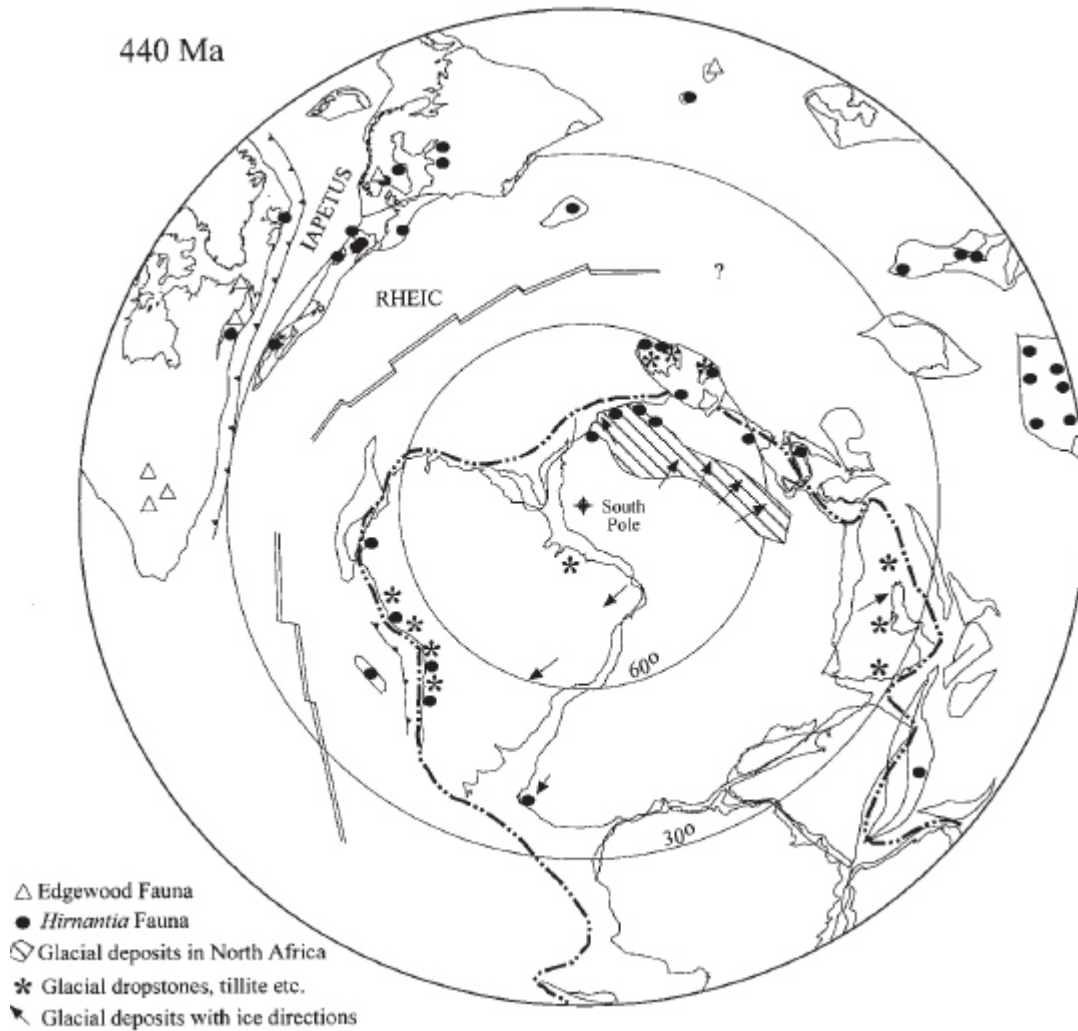 440 Ma
IAPETUS
RHEIC
?
South
Pole
60º
30º
Edgewood Fauna
Hirnantia Fauna
Glacial deposits in North Africa
Glacial dropstones, tillite etc.
Glacial deposits with ice directions